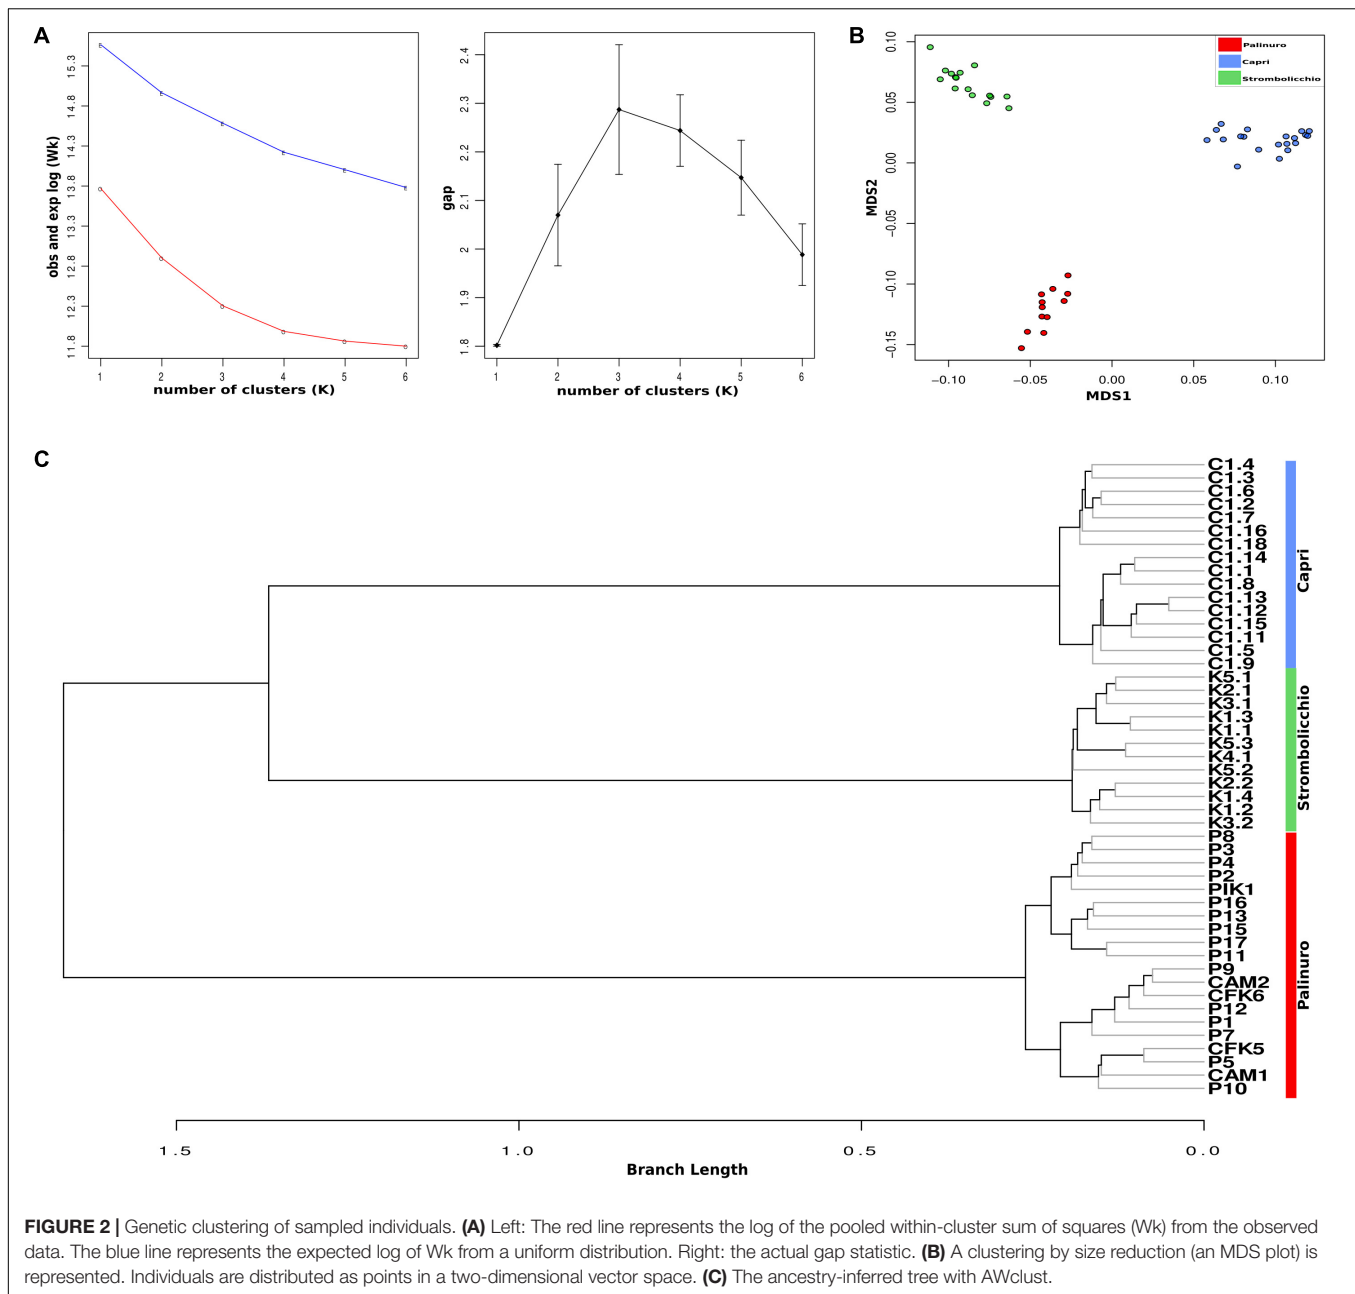 A
15.3
14.8
14.3
13.8
13.3
12.8
12.3
11.8
obs and exp log (Wk)
1 2 3 4 5 6
number of clusters (K)
2.4
2.3
2.2
2.1
2
1.9
1.8
gap
1 2 3 4 5 6
number of clusters (K)
B
0.10
0.05
0.00
−0.05
−0.10
−0.15
MDS2
Palinuro
Capri
Strombolicchio
−0.10 −0.05 0.00 0.05 0.10
MDS1
C
C1.4
C1.3
C1.6
C1.2
C1.7
C1.16
C1.18
C1.14
C1.1
C1.8
C1.13
C1.12
C1.15
C1.11
C1.5
C1.9
K5.1
K2.1
K3.1
K1.3
K1.1
K5.3
K4.1
K5.2
K2.2
K1.4
K1.2
K3.2
P8
P3
P4
P2
PIK1
P16
P13
P15
P17
P11
P9
CAM2
CFK6
P12
P1
P7
CFK5
P5
CAM1
P10
Capri
Strombolicchio
Palinuro
1.5 1.0 0.5 0.0
Branch Length
FIGURE 2 | Genetic clustering of sampled individuals. (A) Left: The red line represents the log of the pooled within-cluster sum of squares (Wk) from the observed
data. The blue line represents the expected log of Wk from a uniform distribution. Right: the actual gap statistic. (B) A clustering by size reduction (an MDS plot) is
represented. Individuals are distributed as points in a two-dimensional vector space. (C) The ancestry-inferred tree with AWclust.